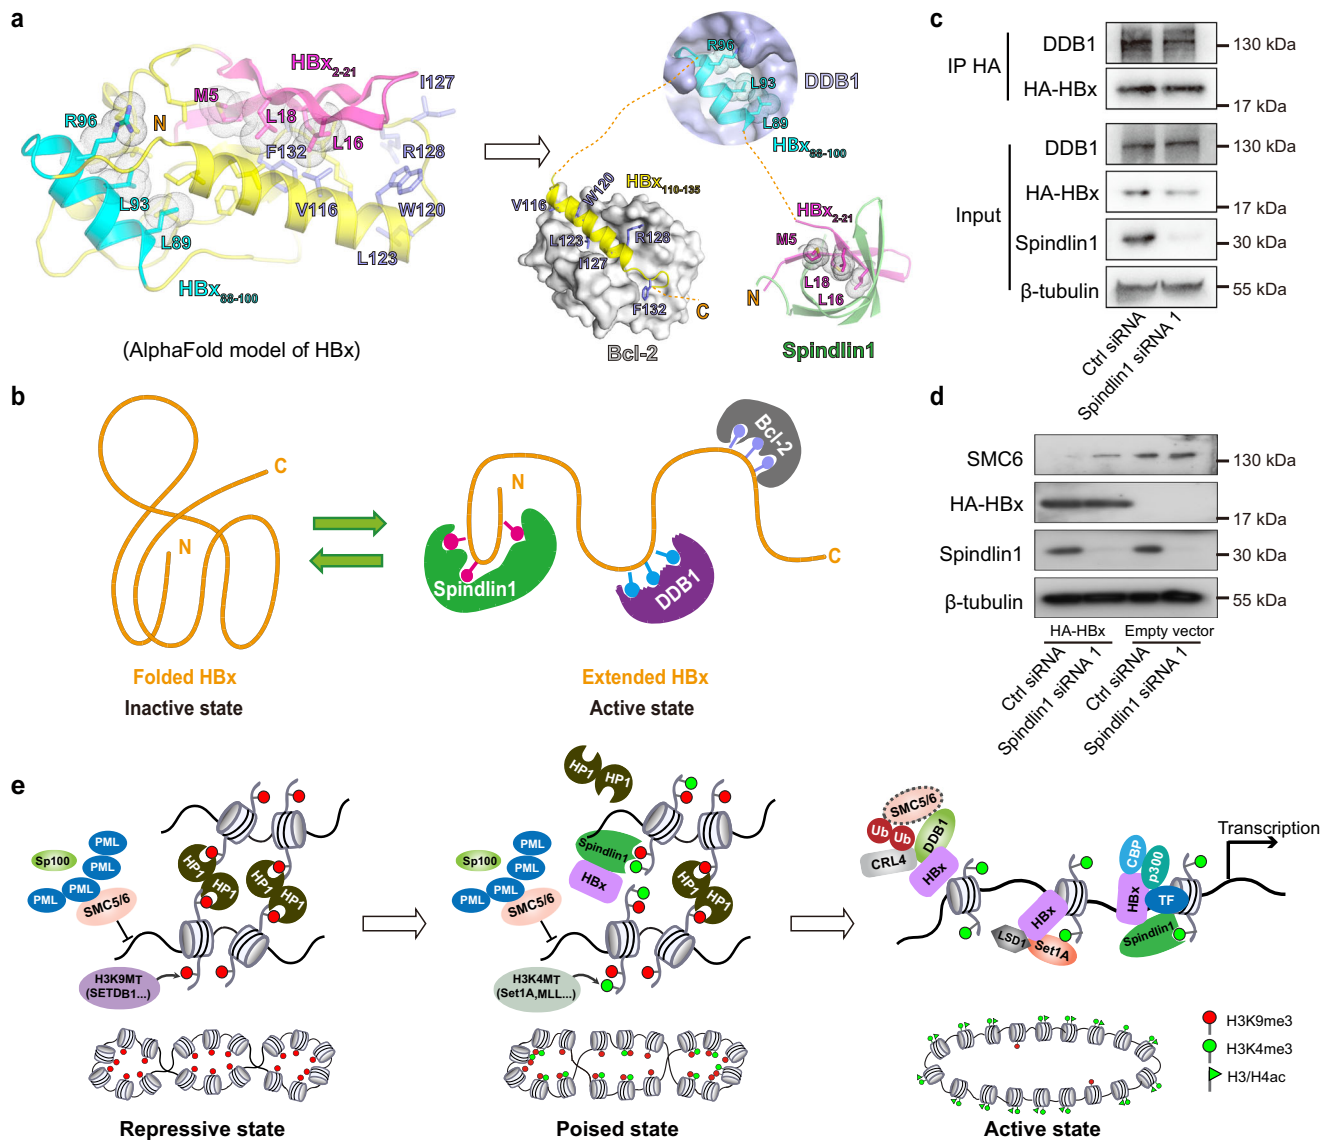 a
HBx2-21
I127
M5
R96
N
L18
L16
F132
R128
L93
V116
W120
L89
L123
HBx88-100
(AlphaFold model of HBx)
R96
DDB1
L93
L89
HBx88-100
HBx110-135
W120
V116
HBx2-21
L123
R128
M5
I127
L18
N
L16
F132
C
Bcl-2
Spindlin1
c
IP HA
DDB1
130 kDa
HA-HBx
17 kDa
Input
DDB1
130 kDa
HA-HBx
17 kDa
Spindlin1
30 kDa
β-tubulin
55 kDa
Ctrl siRNA
Spindlin1 siRNA 1
b
C
N
Folded HBx
Inactive state
N
Spindlin1
DDB1
Bcl-2
C
Extended HBx
Active state
d
SMC6
130 kDa
HA-HBx
17 kDa
Spindlin1
30 kDa
β-tubulin
55 kDa
HA-HBx
Empty vector
Ctrl siRNA
Spindlin1 siRNA 1
Ctrl siRNA
Spindlin1 siRNA 1
e
PML
Sp100
PML
PML
PML
SMC5/6
HP1
HP1
HP1
HP1
H3K9MT
(SETDB1...)
Repressive state
HP1
HP1
PML
Sp100
PML
PML
PML
SMC5/6
Spindlin1
HBx
HP1
HP1
H3K4MT
(Set1A,MLL...)
Poised state
SMC5/6
Ub
Ub
DDB1
CRL4
HBx
HBx
LSD1
Set1A
CBP
p300
HBx
TF
Spindlin1
Transcription
Active state
H3K9me3
H3K4me3
H3/H4ac